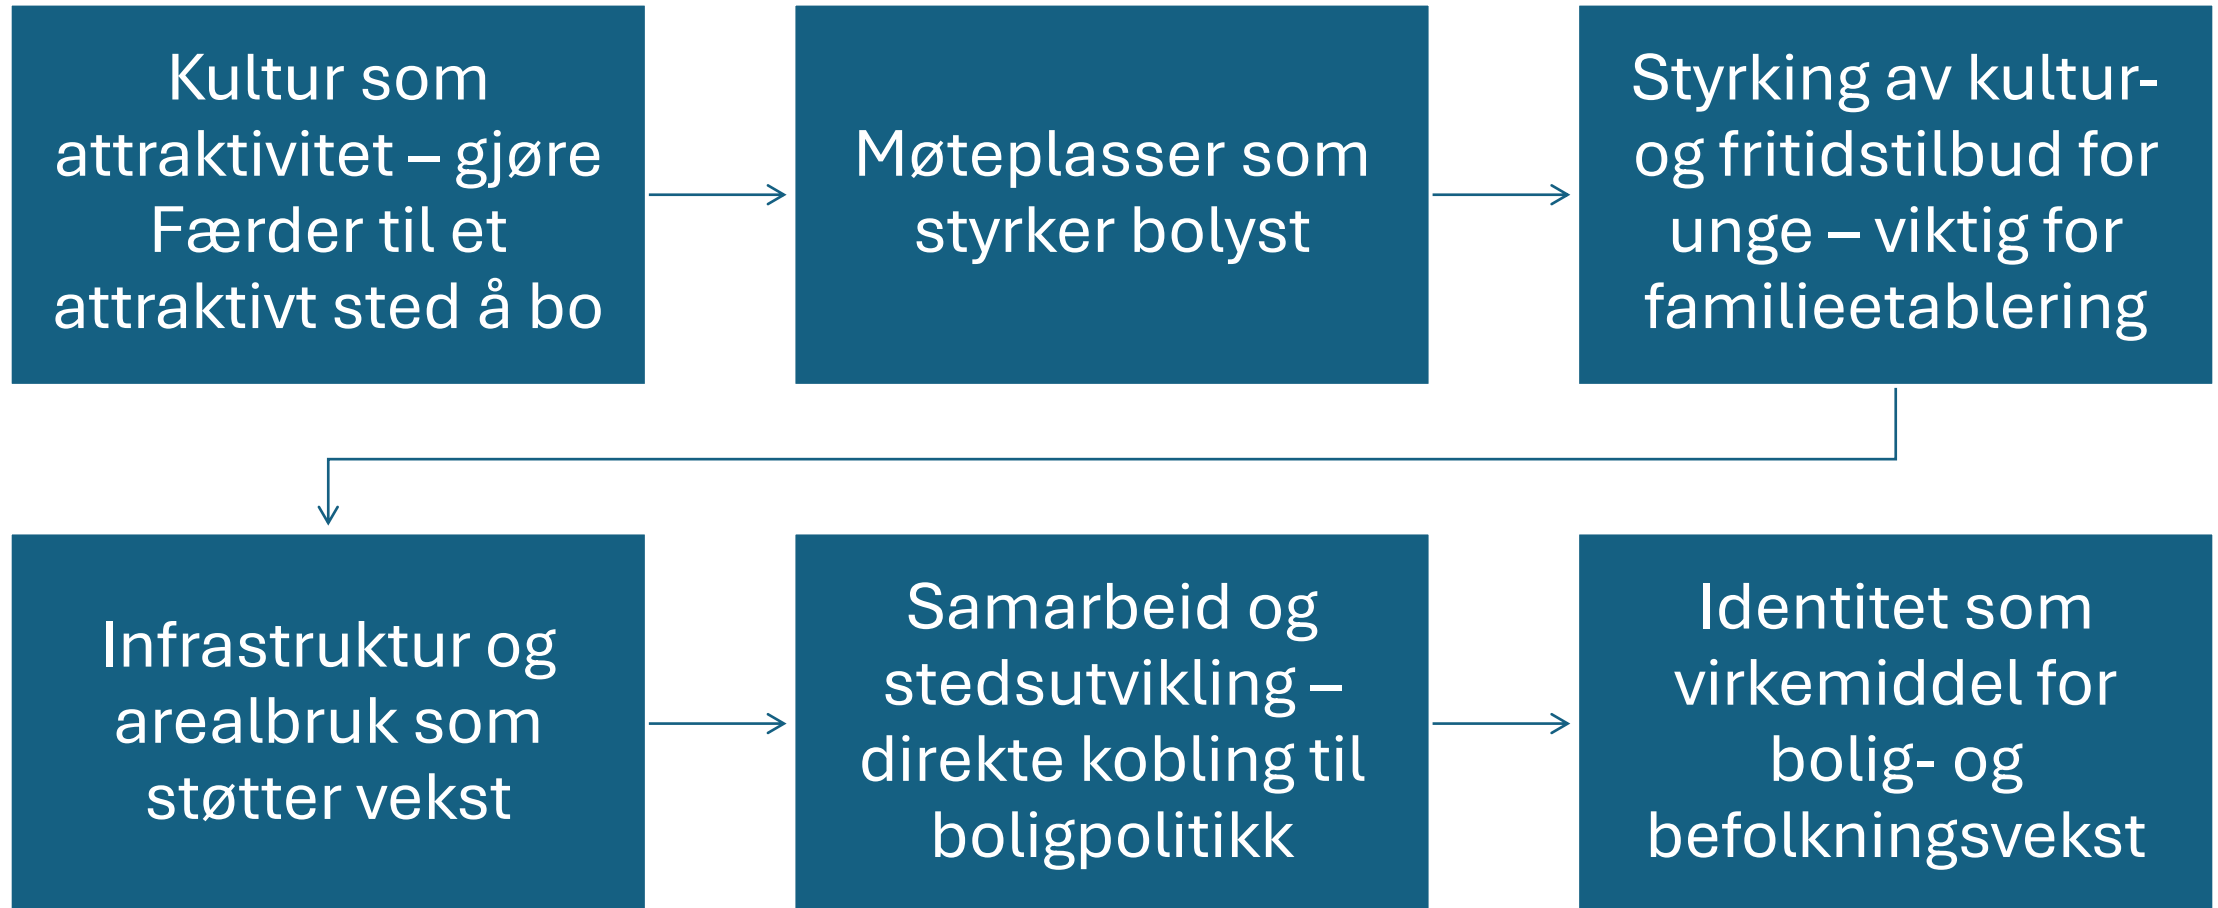 Kultur som
attraktivitet – gjøre
Færder til et
attraktivt sted å bo
Møteplasser som
styrker bolyst
Styrking av kultur-
og fritidstilbud for
unge – viktig for
familieetablering
Infrastruktur og
arealbruk som
støtter vekst
Samarbeid og
stedsutvikling –
direkte kobling til
boligpolitikk
Identitet som
virkemiddel for
bolig- og
befolkningsvekst